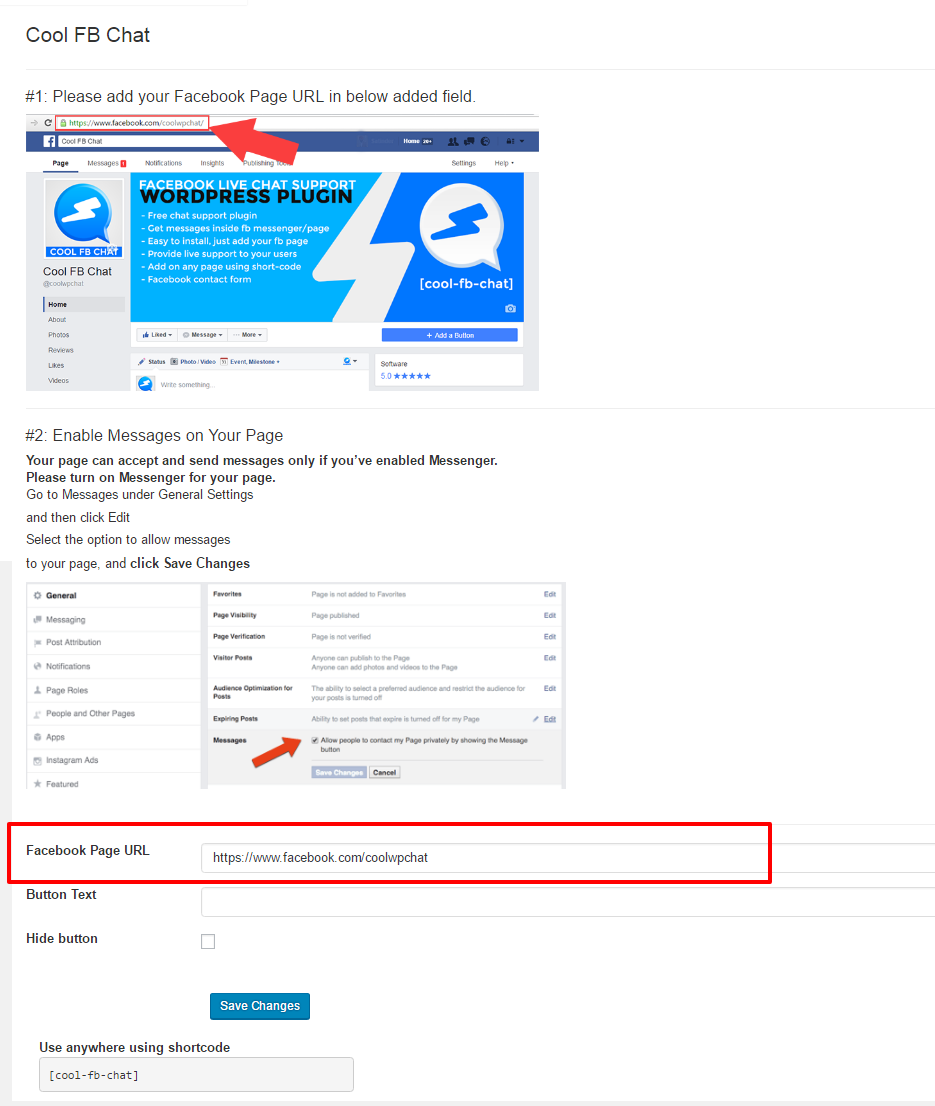 Cool FB Chat
#1: Please add your Facebook Page URL in below added field.
https://www.facebook.com/coolwpchat/
Cool FB Chat
Home 20+
Page Messages 1 Notifications Insights Publishing Tools Settings Help
FACEBOOK LIVE CHAT SUPPORT
WORDPRESS PLUGIN
- Free chat support plugin
- Get messages inside fb messenger/page
- Easy to install, just add your fb page
- Provide live support to your users
- Add on any page using short-code
- Facebook contact form
[cool-fb-chat]
COOL FB CHAT
Cool FB Chat
@coolwpchat
Home
About
Photos
Reviews
Likes
Videos
Liked Message ··· More
+ Add a Button
Status Photo / Video Event, Milestone +
Write something...
Software
5.0 ★★★★★
#2: Enable Messages on Your Page
Your page can accept and send messages only if you’ve enabled Messenger.
Please turn on Messenger for your page.
Go to Messages under General Settings
and then click Edit
Select the option to allow messages
to your page, and click Save Changes
General
Messaging
Post Attribution
Notifications
Page Roles
People and Other Pages
Apps
Instagram Ads
Featured
Favorites Page is not added to Favorites Edit
Page Visibility Page published Edit
Page Verification Page is not verified Edit
Visitor Posts Anyone can publish to the Page Edit
Anyone can add photos and videos to the Page
Audience Optimization for Posts The ability to select a preferred audience and restrict the audience for your posts is turned off Edit
Expiring Posts Ability to set posts that expire is turned off for my Page Edit
Messages Allow people to contact my Page privately by showing the Message
button
Save Changes Cancel
Facebook Page URL https://www.facebook.com/coolwpchat
Button Text
Hide button
Save Changes
Use anywhere using shortcode
[cool-fb-chat]